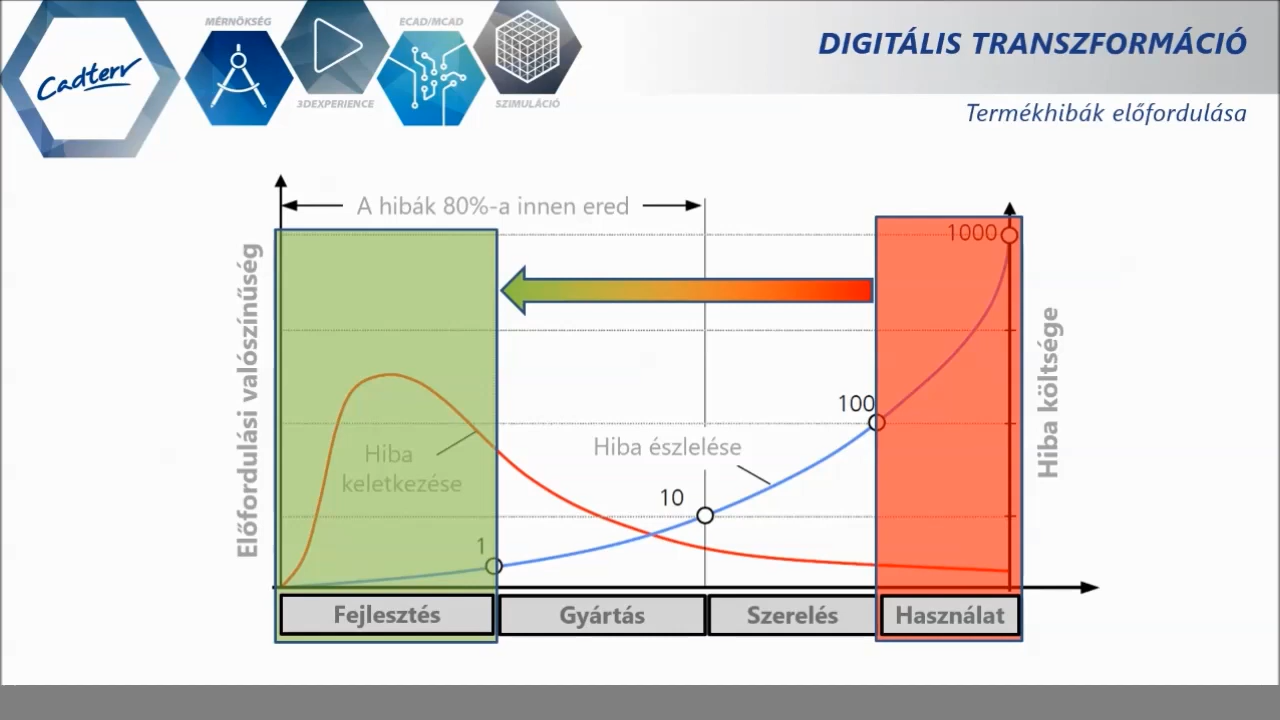 Cadterv
MÉRNÖKSÉG
3DEXPERIENCE
ECAD/MCAD
SZIMULÁCIÓ
DIGITÁLIS TRANSZFORMÁCIÓ
Termékhibák előfordulása
A hibák 80%-a innen ered
Előfordulási valószínűség
Hiba költsége
1000
100
10
1
Hiba
keletkezése
Hiba észlelése
Fejlesztés
Gyártás
Szerelés
Használat